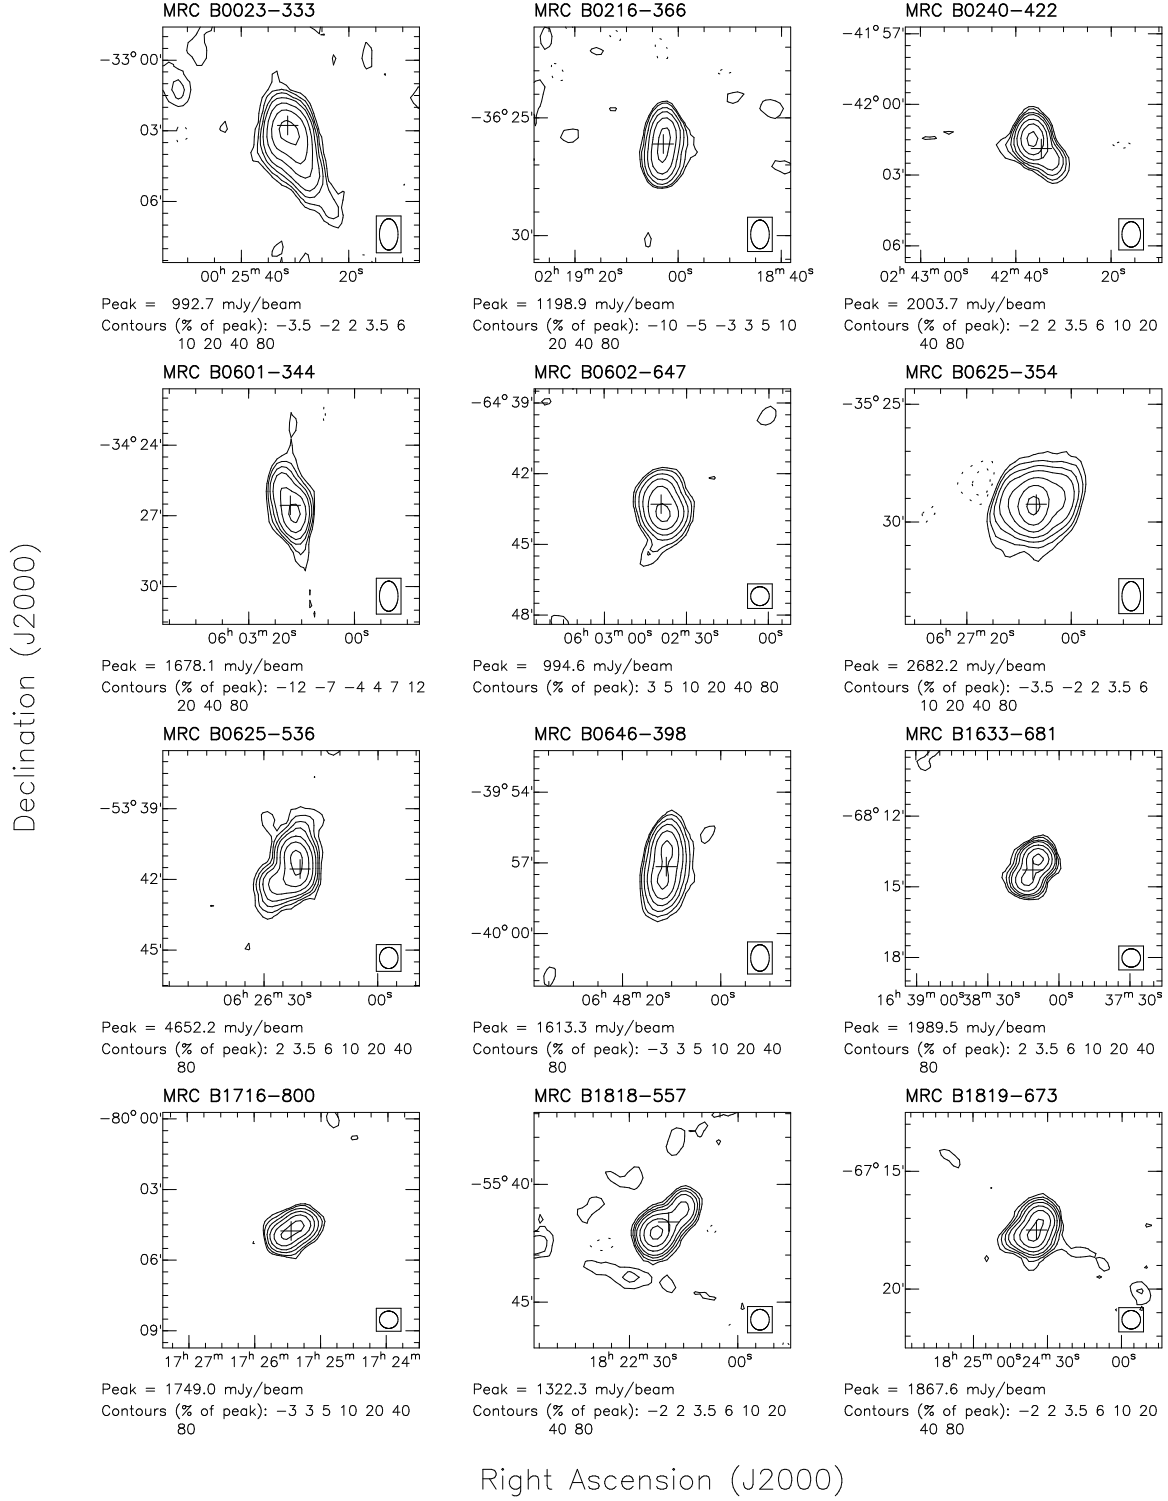 MRC B0023−333
−33° 00'
03'
06'
00ʰ 25ᵐ 40ˢ 20ˢ
Peak = 992.7 mJy/beam
Contours (% of peak): −3.5 −2 2 3.5 6
10 20 40 80
MRC B0216−366
−36° 25'
30'
02ʰ 19ᵐ 20ˢ 00ˢ 18ᵐ 40ˢ
Peak = 1198.9 mJy/beam
Contours (% of peak): −10 −5 −3 3 5 10
20 40 80
MRC B0240−422
−41° 57'
−42° 00'
03'
06'
02ʰ 43ᵐ 00ˢ 42ᵐ 40ˢ 20ˢ
Peak = 2003.7 mJy/beam
Contours (% of peak): −2 2 3.5 6 10 20
40 80
MRC B0601−344
−34° 24'
27'
30'
06ʰ 03ᵐ 20ˢ 00ˢ
Peak = 1678.1 mJy/beam
Contours (% of peak): −12 −7 −4 4 7 12
20 40 80
MRC B0602−647
−64° 39'
42'
45'
48'
06ʰ 03ᵐ 00ˢ 02ᵐ 30ˢ 00ˢ
Peak = 994.6 mJy/beam
Contours (% of peak): 3 5 10 20 40 80
MRC B0625−354
−35° 25'
30'
06ʰ 27ᵐ 20ˢ 00ˢ
Peak = 2682.2 mJy/beam
Contours (% of peak): −3.5 −2 2 3.5 6
10 20 40 80
Declination (J2000)
MRC B0625−536
−53° 39'
42'
45'
06ʰ 26ᵐ 30ˢ 00ˢ
Peak = 4652.2 mJy/beam
Contours (% of peak): 2 3.5 6 10 20 40
80
MRC B0646−398
−39° 54'
57'
−40° 00'
06ʰ 48ᵐ 20ˢ 00ˢ
Peak = 1613.3 mJy/beam
Contours (% of peak): −3 3 5 10 20 40
80
MRC B1633−681
−68° 12'
15'
18'
16ʰ 39ᵐ 00ˢ 38ᵐ 30ˢ 00ˢ 37ᵐ 30ˢ
Peak = 1989.5 mJy/beam
Contours (% of peak): 2 3.5 6 10 20 40
80
MRC B1716−800
−80° 00'
03'
06'
09'
17ʰ 27ᵐ 17ʰ 26ᵐ 17ʰ 25ᵐ 17ʰ 24ᵐ
Peak = 1749.0 mJy/beam
Contours (% of peak): −3 3 5 10 20 40
80
MRC B1818−557
−55° 40'
45'
18ʰ 22ᵐ 30ˢ 00ˢ
Peak = 1322.3 mJy/beam
Contours (% of peak): −2 2 3.5 6 10 20
40 80
MRC B1819−673
−67° 15'
20'
18ʰ 25ᵐ 00ˢ 24ᵐ 30ˢ 00ˢ
Peak = 1867.6 mJy/beam
Contours (% of peak): −2 2 3.5 6 10 20
40 80
Right Ascension (J2000)